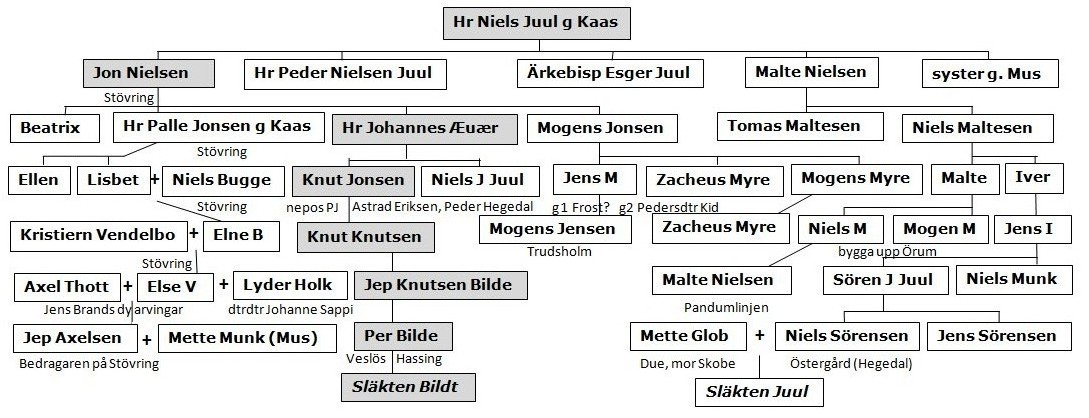 Hr Niels Juul g Kaas
Jon Nielsen
Hr Peder Nielsen Juul
Ärkebisp Esger Juul
Malte Nielsen
syster g. Mus
Stövring
Beatrix
Hr Palle Jonsen g Kaas
Hr Johannes Æuær
Mogens Jonsen
Tomas Maltesen
Niels Maltesen
Stövring
Ellen
Lisbet
+
Niels Bugge
Knut Jonsen
Niels J Juul
Jens M
Zacheus Myre
Mogens Myre
Malte
Iver
Stövring
nepos PJ
Astrad Eriksen, Peder Hegedal
g1 Frost?
g2 Pedersdtr Kid
Kristiern Vendelbo
+
Elne B
Knut Knutsen
Mogens Jensen
Zacheus Myre
Niels M
Mogen M
Jens I
Stövring
Trudsholm
bygga upp Örum
Axel Thott
+
Else V
+
Lyder Holk
Jep Knutsen Bilde
Malte Nielsen
Sören J Juul
Niels Munk
Jens Brands dy arvingar
dtrdtr Johanne Sappi
Pandumlinjen
Jep Axelsen
+
Mette Munk (Mus)
Per Bilde
Mette Glob
+
Niels Sörensen
Jens Sörensen
Bedragaren på Stövring
Veslös
Hassing
Due, mor Skobe
Östergård (Hegedal)
Släkten Bildt
Släkten Juul